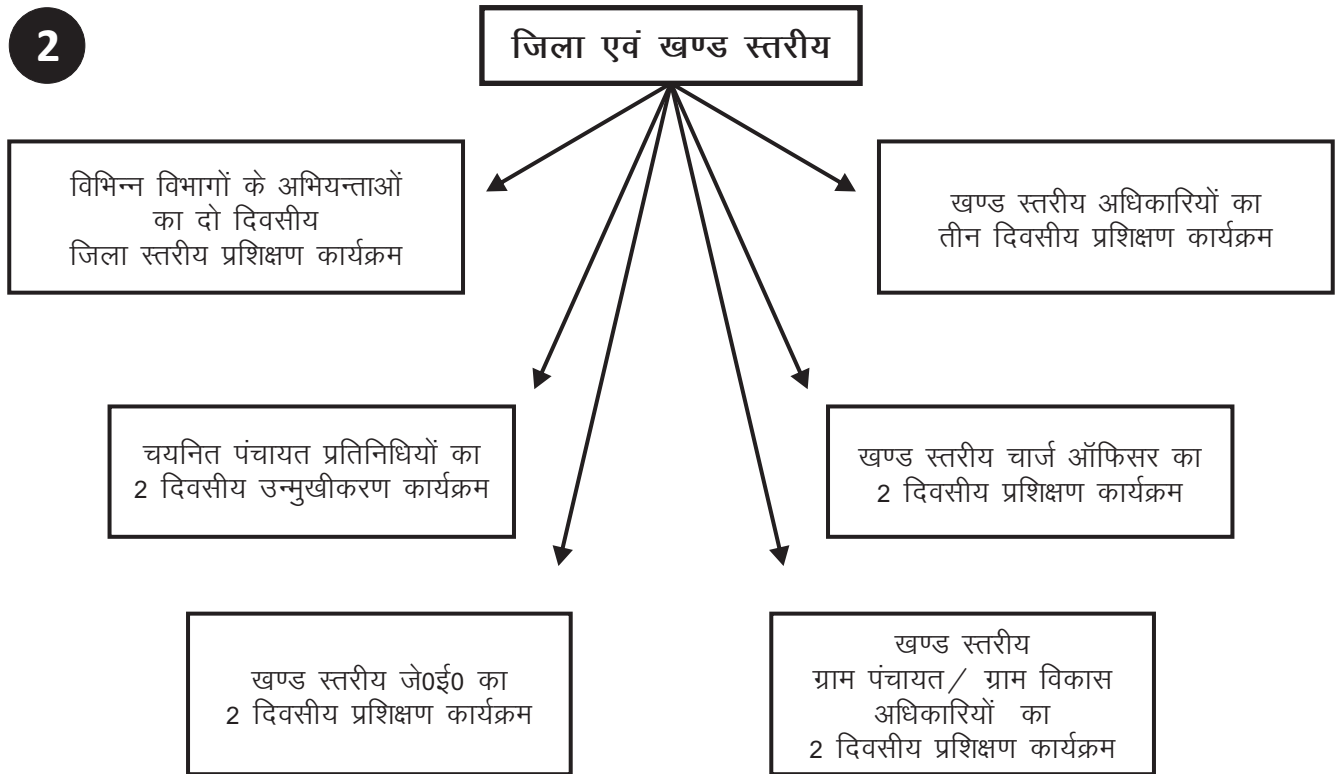 2
जिला एवं खण्ड स्तरीय
विभिन्न विभागों के अभियन्ताओं
का दो दिवसीय
जिला स्तरीय प्रशिक्षण कार्यक्रम
खण्ड स्तरीय अधिकारियों का
तीन दिवसीय प्रशिक्षण कार्यक्रम
चयनित पंचायत प्रतिनिधियों का
2 दिवसीय उन्मुखीकरण कार्यक्रम
खण्ड स्तरीय चार्ज ऑफिसर का
2 दिवसीय प्रशिक्षण कार्यक्रम
खण्ड स्तरीय जे0ई0 का
2 दिवसीय प्रशिक्षण कार्यक्रम
खण्ड स्तरीय
ग्राम पंचायत/ ग्राम विकास
अधिकारियों का
2 दिवसीय प्रशिक्षण कार्यक्रम